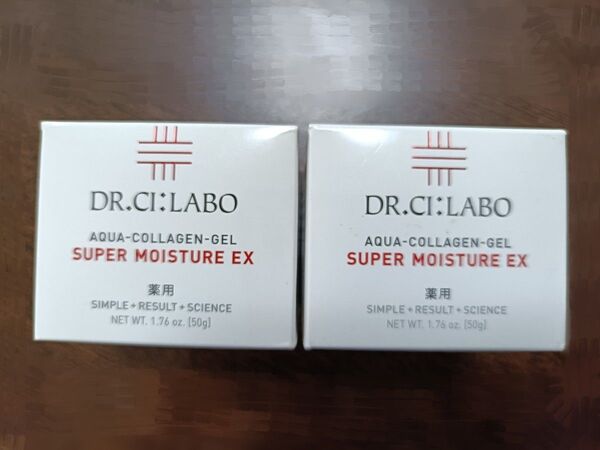 DR.CI:LABO
AQUA-COLLAGEN-GEL
SUPER MOISTURE EX
薬用
SIMPLE+RESULT+SCIENCE
NET WT. 1.76 oz. [50g]
DR.CI:LABO
AQUA-COLLAGEN-GEL
SUPER MOISTURE EX
薬用
SIMPLE+RESULT+SCIENCE
NET WT. 1.76 oz. [50g]